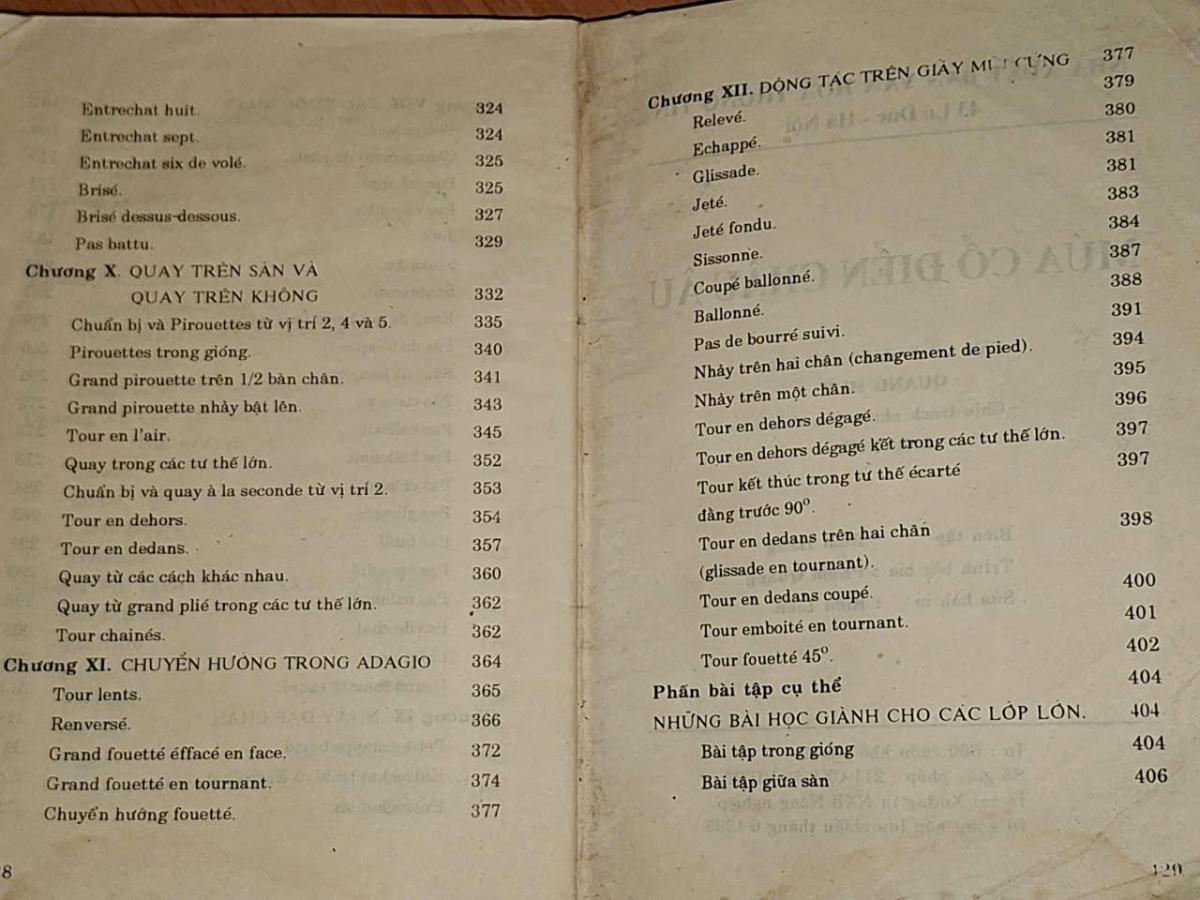 Entrechat huit. 324
Entrechat sept. 324
Entrechat six de volé. 325
Brisé. 325
Brisé dessus-dessous. 327
Pas battu. 329
Chương X. QUAY TRÊN SÀN VÀ
QUAY TRÊN KHÔNG 332
Chuẩn bị và Pirouettes từ vị trí 2, 4 và 5. 335
Pirouettes trong gióng. 340
Grand pirouette trên 1/2 bàn chân. 341
Grand pirouette nhảy bật lên. 343
Tour en l'air. 345
Quay trong các tư thế lớn. 352
Chuẩn bị và quay à la seconde từ vị trí 2. 353
Tour en dehors. 354
Tour en dedans. 357
Quay từ các cách khác nhau. 360
Quay từ grand plié trong các tư thế lớn. 362
Tour chainés. 362
Chương XI. CHUYỂN HƯỚNG TRONG ADAGIO 364
Tour lents. 365
Renversé. 366
Grand fouetté éffacé en face. 372
Grand fouetté en tournant. 374
Chuyển hướng fouetté. 377
8
Chương XII. ĐỘNG TÁC TRÊN GIÀY MŨI CỨNG 377
Relevé. 379
Echappé. 380
Glissade. 381
Jeté. 381
Jeté fondu. 383
Sissonne. 384
Coupé ballonné. 387
Ballonné. 388
Pas de bourré suivi. 391
Nhảy trên hai chân (changement de pied). 394
Nhảy trên một chân. 395
Tour en dehors dégagé. 396
Tour en dehors dégagé kết trong các tư thế lớn. 397
Tour kết thúc trong tư thế écarté 397
đằng trước 90°.
Tour en dedans trên hai chân 398
(glissade en tournant).
Tour en dedans coupé. 400
Tour emboité en tournant. 401
Tour fouetté 45°. 402
Phần bài tập cụ thể 404
NHỮNG BÀI HỌC GIÀNH CHO CÁC LỚP LỚN. 404
Bài tập trong gióng 404
Bài tập giữa sàn 406
429